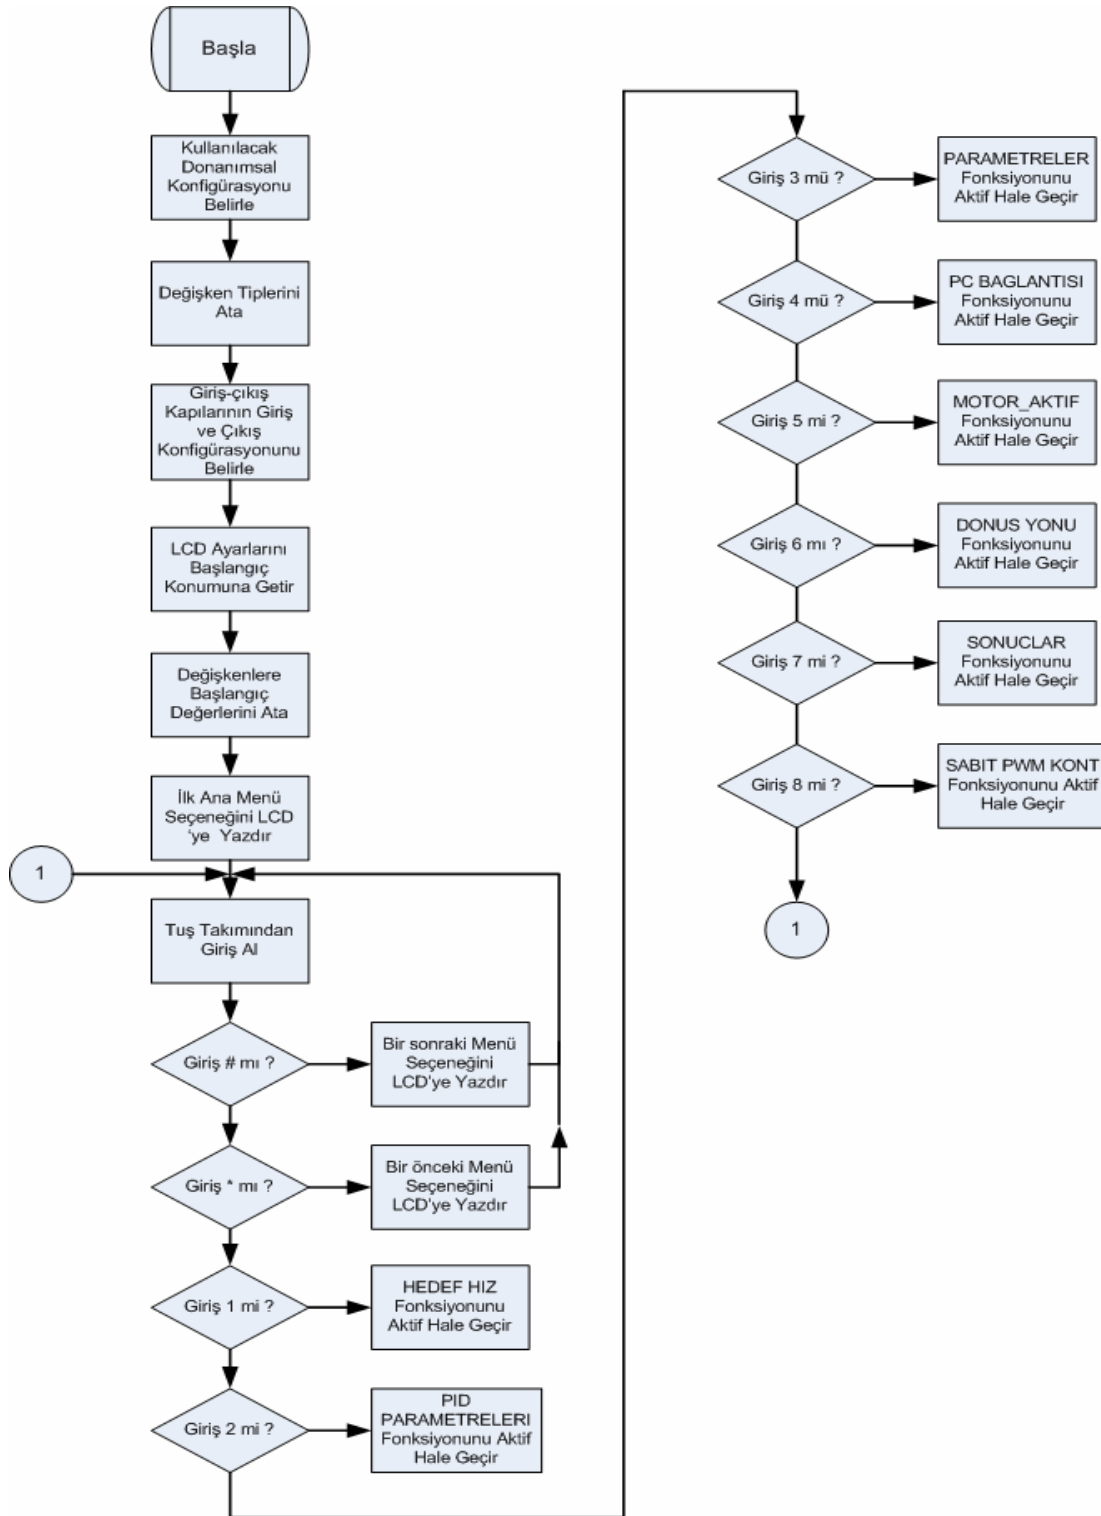 Başla
Kullanılacak
Donanımsal
Konfigürasyonu
Belirle
Değişken Tiplerini
Ata
Giriş-çıkış
Kapılarının Giriş
ve Çıkış
Konfigürasyonunu
Belirle
LCD Ayarlarını
Başlangıç
Konumuna Getir
Değişkenlere
Başlangıç
Değerlerini Ata
İlk Ana Menü
Seçeneğini LCD
'ye Yazdır
1
Tuş Takımından
Giriş Al
Giriş # mı ?
Bir sonraki Menü
Seçeneğini
LCD'ye Yazdır
Giriş * mı ?
Bir önceki Menü
Seçeneğini
LCD'ye Yazdır
Giriş 1 mi ?
HEDEF HIZ
Fonksiyonunu
Aktif Hale Geçir
Giriş 2 mi ?
PID
PARAMETRELERI
Fonksiyonunu Aktif
Hale Geçir
Giriş 3 mü ?
PARAMETRELER
Fonksiyonunu
Aktif Hale Geçir
Giriş 4 mü ?
PC BAGLANTISI
Fonksiyonunu
Aktif Hale Geçir
Giriş 5 mi ?
MOTOR_AKTIF
Fonksiyonunu
Aktif Hale Geçir
Giriş 6 mı ?
DONUS YONU
Fonksiyonunu
Aktif Hale Geçir
Giriş 7 mi ?
SONUCLAR
Fonksiyonunu
Aktif Hale Geçir
Giriş 8 mi ?
SABIT PWM KONT
Fonksiyonunu Aktif
Hale Geçir
1